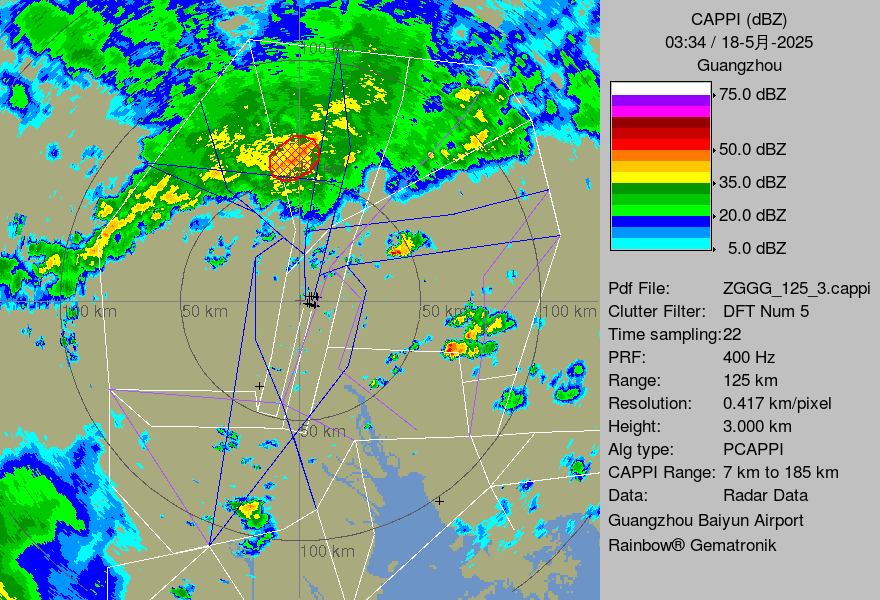 CAPPI (dBZ)
03:34 / 18-5月-2025
Guangzhou
75.0 dBZ
50.0 dBZ
35.0 dBZ
20.0 dBZ
5.0 dBZ
100 km
100 km
50 km
50 km
100 km
50 km
100 km
Pdf File: ZGGG_125_3.cappi
Clutter Filter: DFT Num 5
Time sampling:22
PRF: 400 Hz
Range: 125 km
Resolution: 0.417 km/pixel
Height: 3.000 km
Alg type: PCAPPI
CAPPI Range: 7 km to 185 km
Data: Radar Data
Guangzhou Baiyun Airport
Rainbow® Gematronik